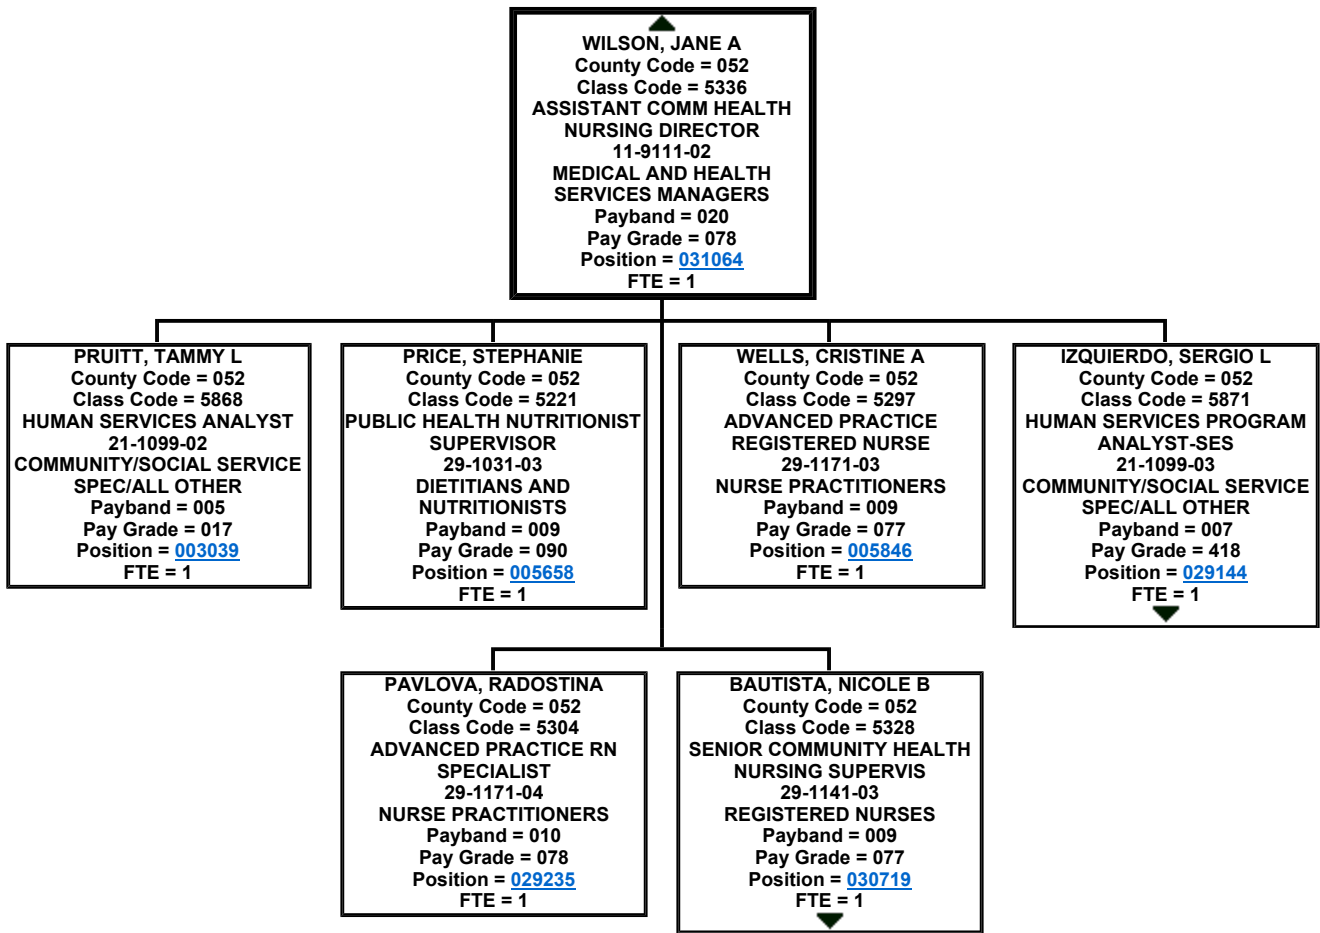 WILSON, JANE A
County Code = 052
Class Code = 5336
ASSISTANT COMM HEALTH
NURSING DIRECTOR
11-9111-02
MEDICAL AND HEALTH
SERVICES MANAGERS
Payband = 020
Pay Grade = 078
Position = 031064
FTE = 1
PRUITT, TAMMY L
County Code = 052
Class Code = 5868
HUMAN SERVICES ANALYST
21-1099-02
COMMUNITY/SOCIAL SERVICE
SPEC/ALL OTHER
Payband = 005
Pay Grade = 017
Position = 003039
FTE = 1
PRICE, STEPHANIE
County Code = 052
Class Code = 5221
PUBLIC HEALTH NUTRITIONIST
SUPERVISOR
29-1031-03
DIETITIANS AND
NUTRITIONISTS
Payband = 009
Pay Grade = 090
Position = 005658
FTE = 1
WELLS, CRISTINE A
County Code = 052
Class Code = 5297
ADVANCED PRACTICE
REGISTERED NURSE
29-1171-03
NURSE PRACTITIONERS
Payband = 009
Pay Grade = 077
Position = 005846
FTE = 1
IZQUIERDO, SERGIO L
County Code = 052
Class Code = 5871
HUMAN SERVICES PROGRAM
ANALYST-SES
21-1099-03
COMMUNITY/SOCIAL SERVICE
SPEC/ALL OTHER
Payband = 007
Pay Grade = 418
Position = 029144
FTE = 1
PAVLOVA, RADOSTINA
County Code = 052
Class Code = 5304
ADVANCED PRACTICE RN
SPECIALIST
29-1171-04
NURSE PRACTITIONERS
Payband = 010
Pay Grade = 078
Position = 029235
FTE = 1
BAUTISTA, NICOLE B
County Code = 052
Class Code = 5328
SENIOR COMMUNITY HEALTH
NURSING SUPERVIS
29-1141-03
REGISTERED NURSES
Payband = 009
Pay Grade = 077
Position = 030719
FTE = 1